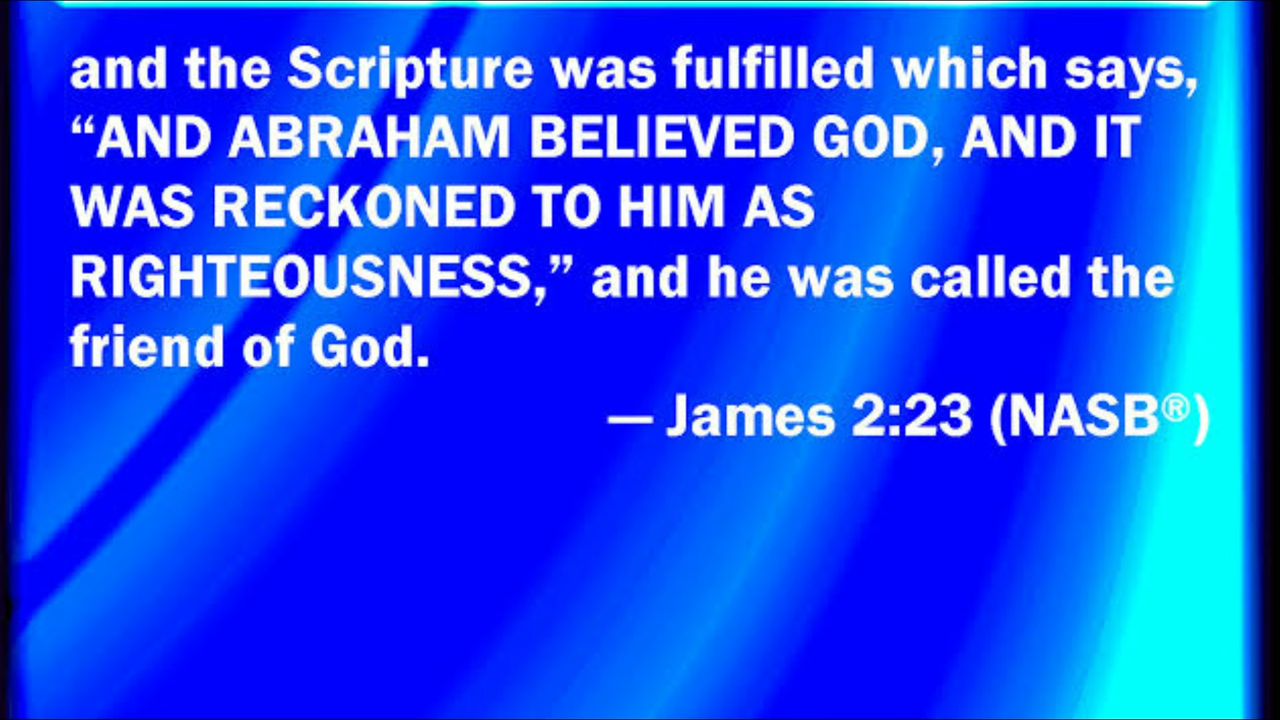 and the Scripture was fulfilled which says,
“AND ABRAHAM BELIEVED GOD, AND IT
WAS RECKONED TO HIM AS
RIGHTEOUSNESS,” and he was called the
friend of God.
— James 2:23 (NASB®)